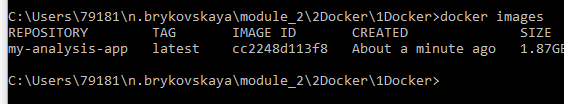 C:\Users\79181\n.brykovskaya\module_2\2Docker\1Docker>docker images
REPOSITORY TAG IMAGE ID CREATED SIZE
my-analysis-app latest cc2248d113f8 About a minute ago 1.87GB
C:\Users\79181\n.brykovskaya\module_2\2Docker\1Docker>